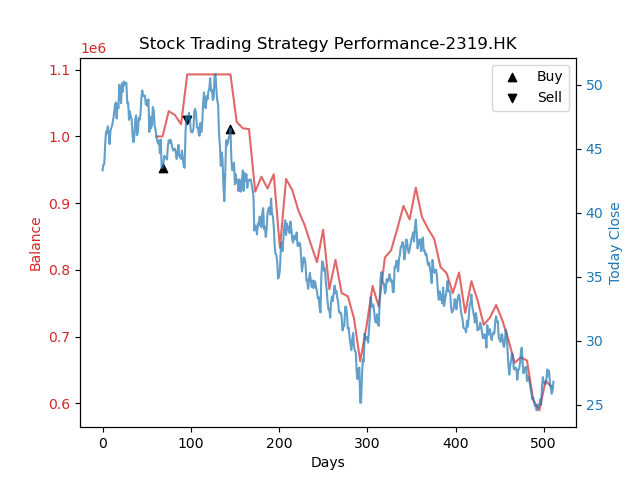 Stock Trading Strategy Performance-2319.HK
1e6
Buy
Sell
1.1
1.0
0.9
0.8
0.7
0.6
Balance
50
45
40
35
30
25
Today Close
0
100
200
300
400
500
Days